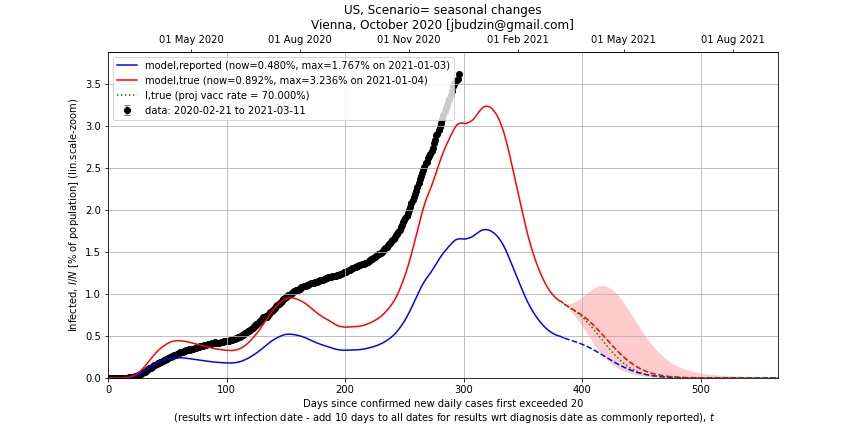 US, Scenario= seasonal changes
Vienna, October 2020 [jbudzin@gmail.com]
01 May 2020 01 Aug 2020 01 Nov 2020 01 Feb 2021 01 May 2021 01 Aug 2021
model,reported (now=0.480%, max=1.767% on 2021-01-03)
model,true (now=0.892%, max=3.236% on 2021-01-04)
I,true (proj vacc rate = 70.000%)
data: 2020-02-21 to 2021-03-11
Infected, I/N [% of population] (lin.scale-zoom)
3.5
3.0
2.5
2.0
1.5
1.0
0.5
0.0
0 100 200 300 400 500
Days since confirmed new daily cases first exceeded 20
(results wrt infection date - add 10 days to all dates for results wrt diagnosis date as commonly reported), t